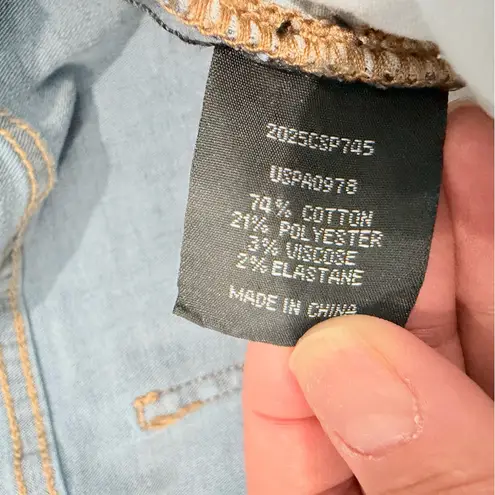 2025CSP745
USPA0978
74% COTTON
21% POLYESTER
3% VISCOSE
2% ELASTANE
MADE IN CHINA